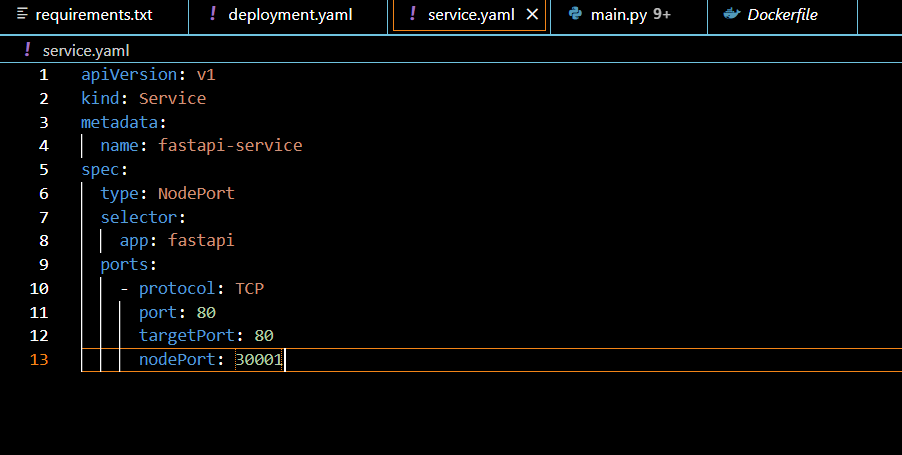 requirements.txt ! deployment.yaml ! service.yaml × main.py 9+ Dockerfile
! service.yaml
1 apiVersion: v1
2 kind: Service
3 metadata:
4 name: fastapi-service
5 spec:
6 type: NodePort
7 selector:
8 app: fastapi
9 ports:
10 - protocol: TCP
11 port: 80
12 targetPort: 80
13 nodePort: 30001